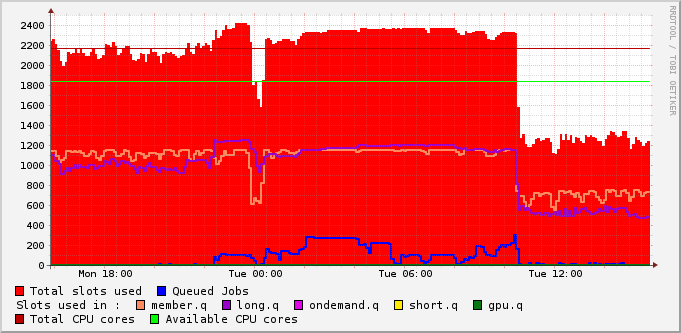 2400
2200
2000
1800
1600
1400
1200
1000
800
600
400
200
0
Mon 18:00 Tue 00:00 Tue 06:00 Tue 12:00
Total slots used Queued Jobs
Slots used in : member.q long.q ondemand.q short.q gpu.q
Total CPU cores Available CPU cores
RRDTOOL / TOBI OETIKER